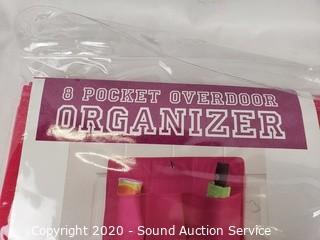 8 POCKET OVERDOOR
ORGANIZER
Copyright 2020 - Sound Auction Service